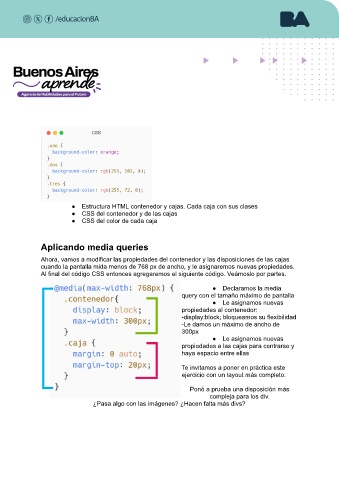 /educacionBA
BA
Buenos Aires
aprende
Agencia de Habilidades para el Futuro
CSS
.uno {
background-color: orange;
}
.dos {
background-color: rgb(255, 102, 0);
}
.tres {
background-color: rgb(255, 72, 0);
}
● Estructura HTML contenedor y cajas. Cada caja con sus clases
● CSS del contenedor y de las cajas
● CSS del color de cada caja
Aplicando media queries
Ahora, vamos a modificar las propiedades del contenedor y las disposiciones de las cajas
cuando la pantalla mida menos de 768 px de ancho, y le asignaremos nuevas propiedades.
Al final del código CSS entonces agregaremos el siguiente código. Veámoslo por partes.
@media(max-width: 768px) {
.contenedor{
display: block;
max-width: 300px;
}
.caja {
margin: 0 auto;
margin-top: 20px;
}
}
● Declaramos la media
query con el tamaño máximo de pantalla
● Le asignamos nuevas
propiedades al contenedor:
-display:block; bloqueamos su flexibilidad
-Le damos un máximo de ancho de
300px
● Le asignamos nuevas
propiedades a las cajas para contrarso y
haya espacio entre ellas
Te invitamos a poner en práctica este
ejercicio con un layout más completo:
Poné a prueba una disposición más
compleja para los div.
¿Pasa algo con las imágenes? ¿Hacen falta más divs?